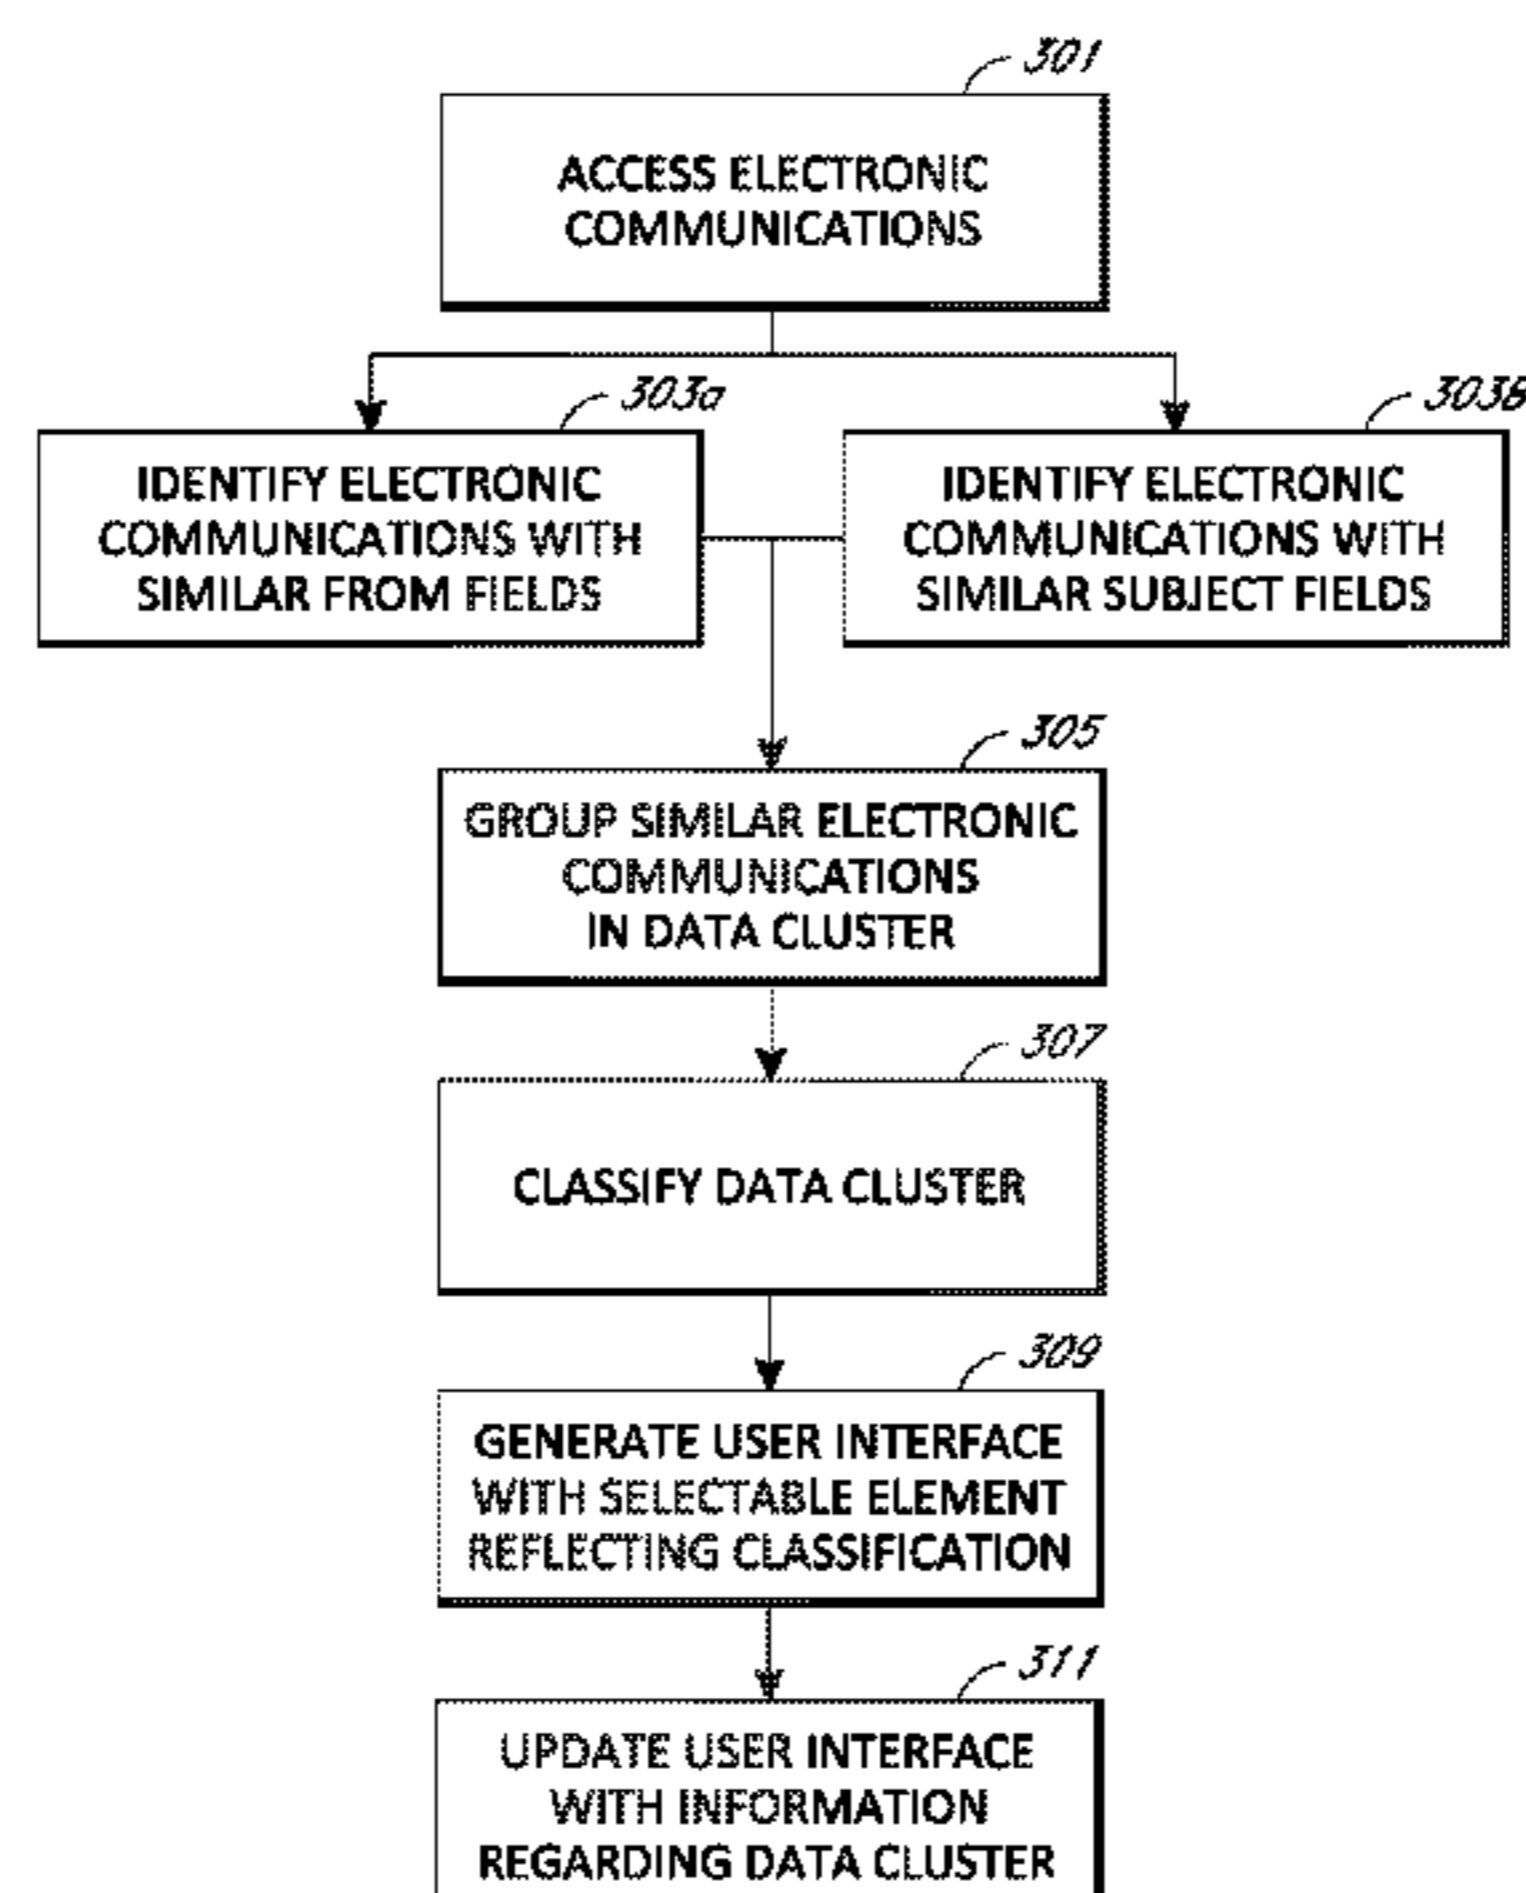 301
ACCESS ELECTRONIC
COMMUNICATIONS
303a
IDENTIFY ELECTRONIC
COMMUNICATIONS WITH
SIMILAR FROM FIELDS
303B
IDENTIFY ELECTRONIC
COMMUNICATIONS WITH
SIMILAR SUBJECT FIELDS
305
GROUP SIMILAR ELECTRONIC
COMMUNICATIONS
IN DATA CLUSTER
307
CLASSIFY DATA CLUSTER
309
GENERATE USER INTERFACE
WITH SELECTABLE ELEMENT
REFLECTING CLASSIFICATION
311
UPDATE USER INTERFACE
WITH INFORMATION
REGARDING DATA CLUSTER